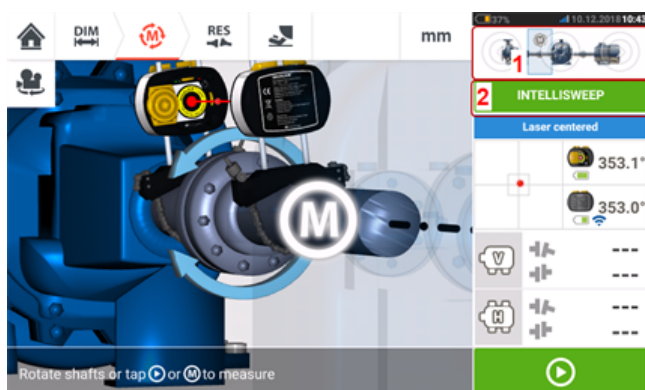 37% 10.12.2018 10:43
DIM
RES
mm
1
2 INTELLISWEEP
Laser centered
353.1°
353.0°
M
V ---
---
H ---
---
Rotate shafts or tap or M to measure